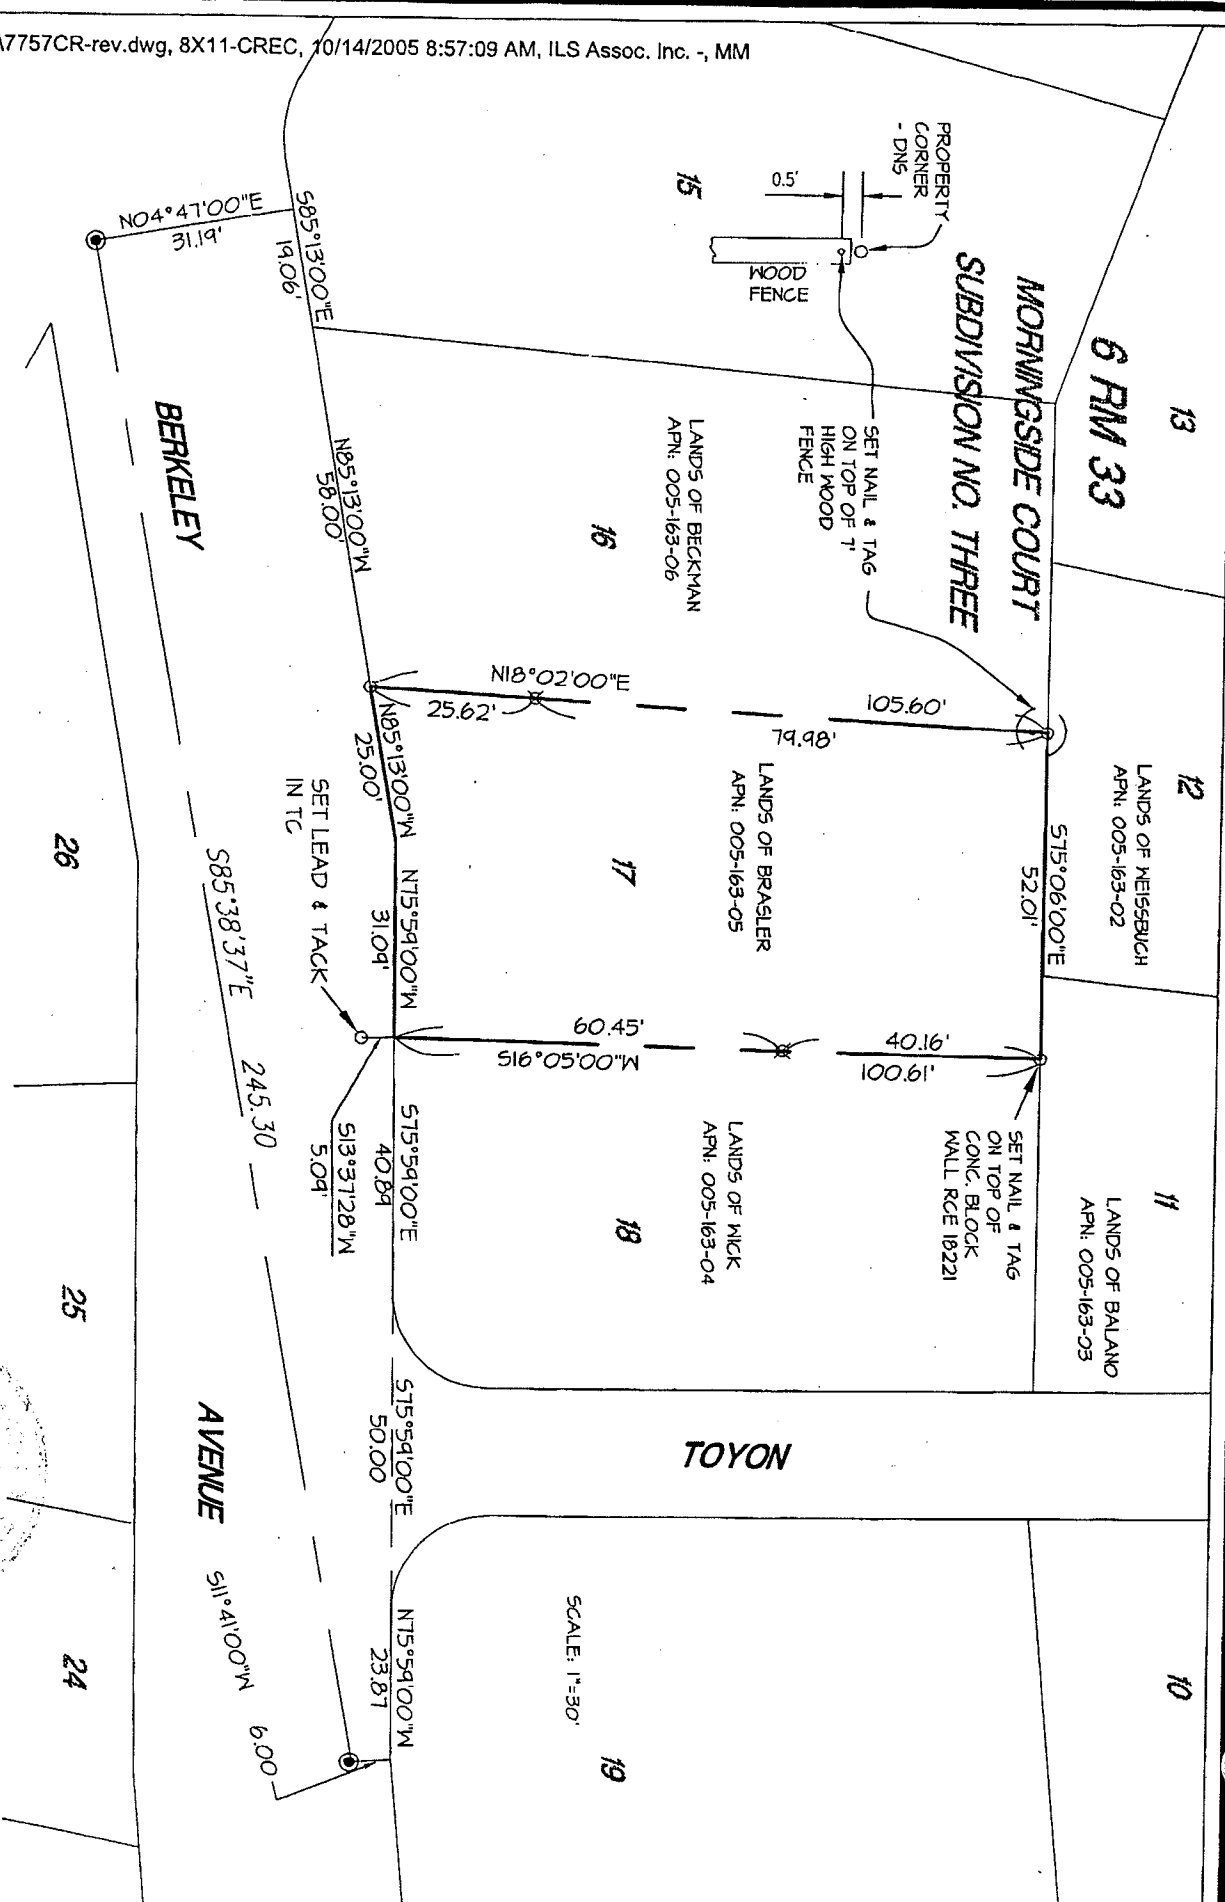 \7757CR-rev.dwg, 8X11-CREC, 10/14/2005 8:57:09 AM, ILS Assoc. Inc. -, MM
13
6 RM 33
MORNINGSIDE COURT
SUBDIVISION NO. THREE
PROPERTY
CORNER
- DNS
0.5'
WOOD
FENCE
15
SET NAIL & TAG
ON TOP OF 7'
HIGH WOOD
FENCE
N04°47'00"E
31.19'
S85°13'00"E
19.06'
N85°13'00"W
58.00'
LANDS OF BECKMAN
APN: 005-163-06
16
BERKELEY
12
LANDS OF WEISSBUCH
APN: 005-163-02
S75°06'00"E
52.01'
N18°02'00"E
25.62'
105.60'
79.98'
LANDS OF BRASLER
APN: 005-163-05
17
N85°13'00"W
25.00'
N75°59'00"W
31.09'
SET LEAD & TACK
IN TC
26
S85°38'37"E 245.30
60.45'
S16°05'00"W
40.16'
100.61'
11
LANDS OF BALANO
APN: 005-163-03
SET NAIL & TAG
ON TOP OF
CONC. BLOCK
WALL RCE 18221
LANDS OF WICK
APN: 005-163-04
18
S75°59'00"E
40.89
S13°37'28"W
5.09'
25
TOYON
S75°59'00"E
50.00
AVENUE
10
SCALE: 1"=30'
19
N75°59'00"W
23.87
S11°41'00"W 6.00
24